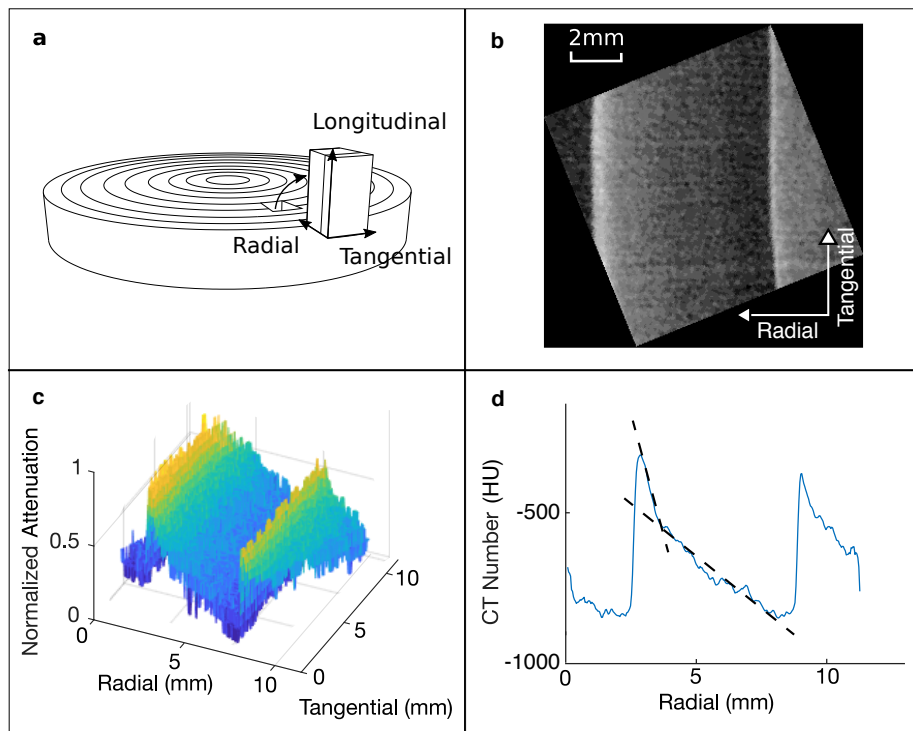 a
Longitudinal
Radial
Tangential
b
2mm
Radial
Tangential
c
Normalized Attenuation
1
0.5
0
0
5
10
Radial (mm)
0
5
10
Tangential (mm)
d
CT Number (HU)
-500
-1000
0
5
10
Radial (mm)